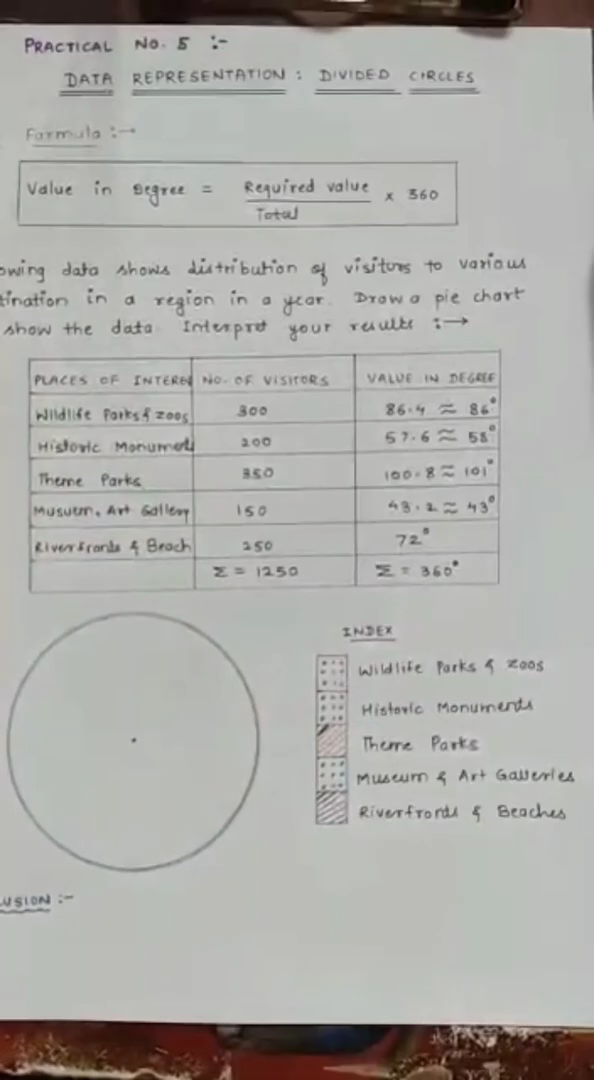 PRACTICAL NO. 5 :-
DATA REPRESENTATION : DIVIDED CIRCLES
Formula :→
Value in Degree = Required value / Total x 360
owing data shows distribution of visitors to various
tination in a region in a year. Draw a pie chart
show the data. Interpret your results :→
PLACES OF INTERES NO. OF VISITORS VALUE IN DEGREE
Wildlife Parks & Zoos 300 86.4 ≈ 86°
Historic Monument 200 57.6 ≈ 58°
Theme Parks 350 100.8 ≈ 101°
Musuem, Art Gallery 150 43.2 ≈ 43°
Riverfronts & Beach 250 72°
Σ = 1250 Σ = 360°
INDEX
Wildlife Parks & Zoos
Historic Monuments
Theme Parks
Museum & Art Galleries
Riverfronts & Beaches
LUSION :-